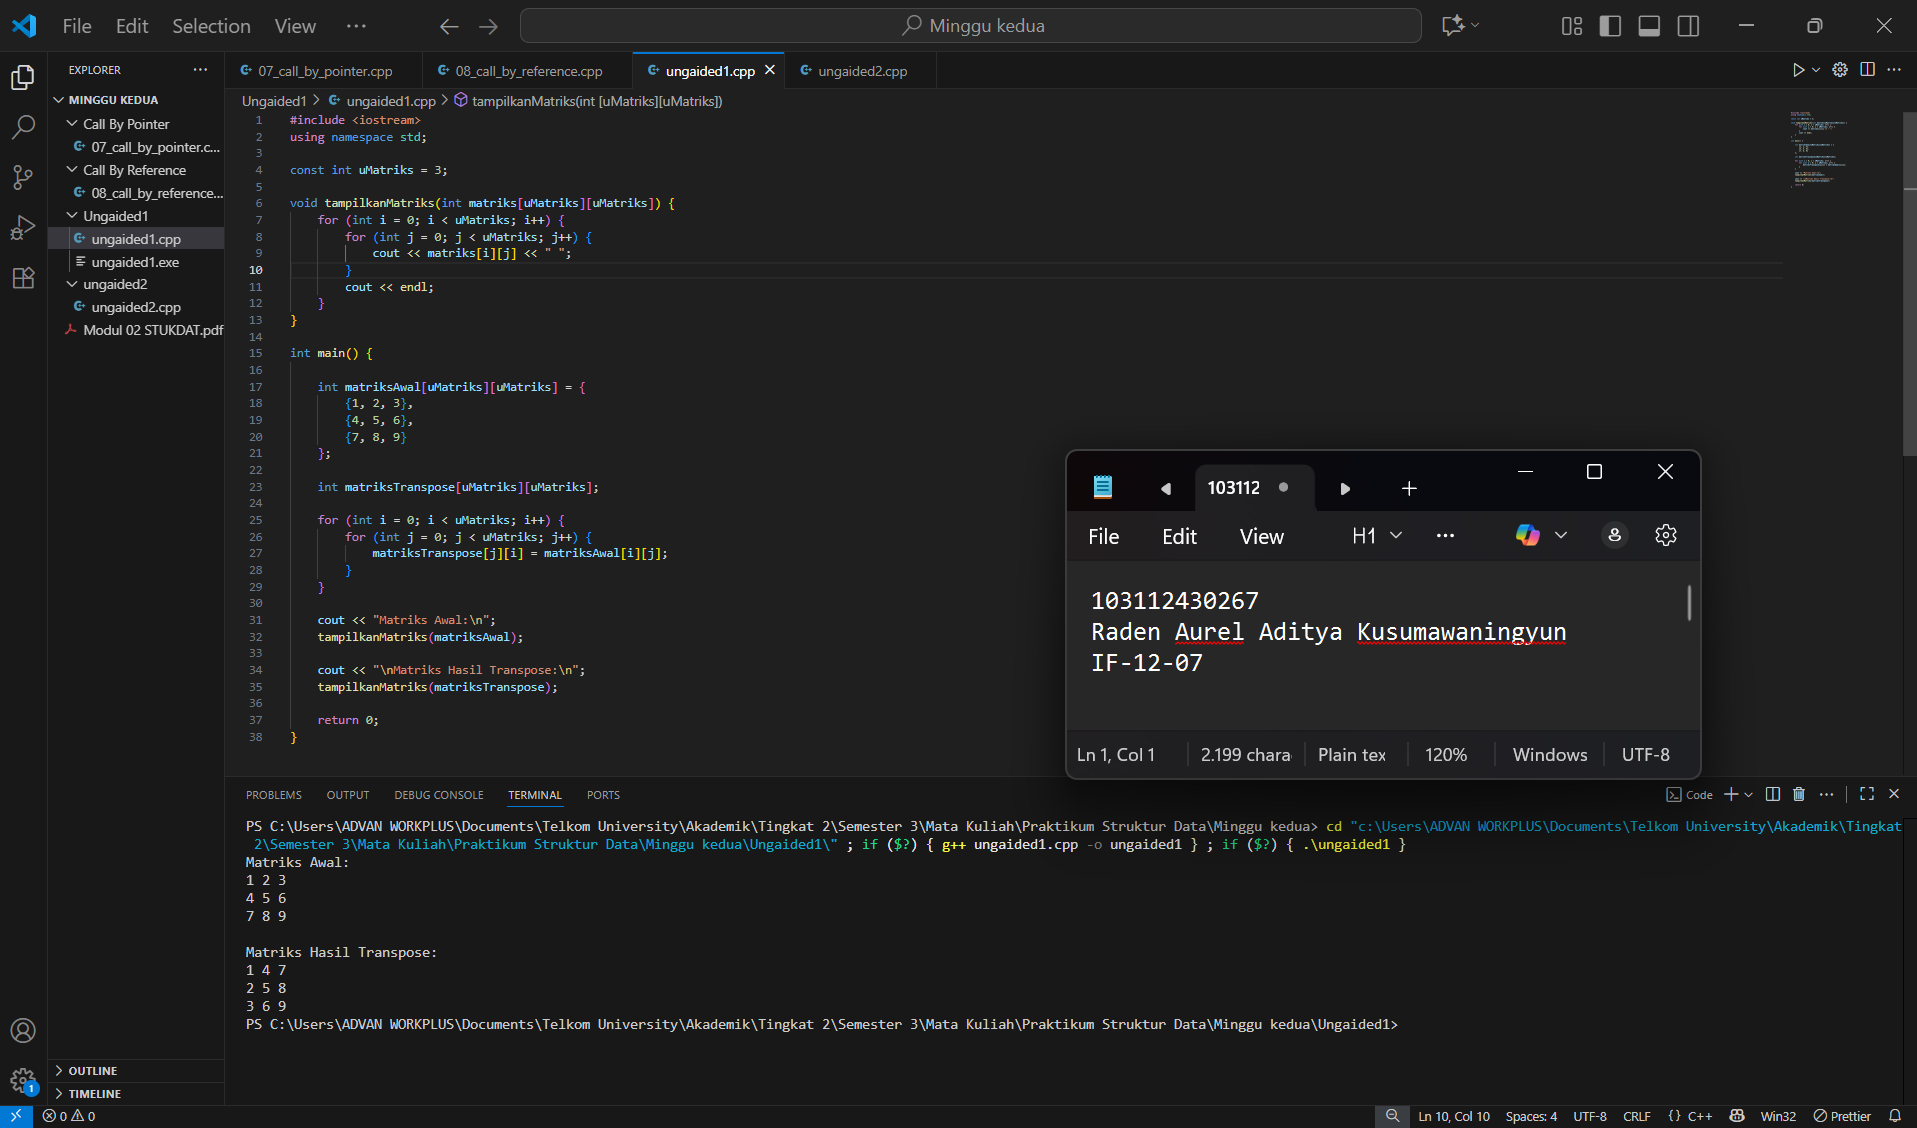 File Edit Selection View ···
Minggu kedua
EXPLORER
MINGGU KEDUA
Call By Pointer
07_call_by_pointer.c...
Call By Reference
08_call_by_reference...
Ungaided1
ungaided1.cpp
ungaided1.exe
ungaided2
ungaided2.cpp
Modul 02 STUKDAT.pdf
OUTLINE
TIMELINE
07_call_by_pointer.cpp 08_call_by_reference.cpp ungaided1.cpp ungaided2.cpp
Ungaided1 > ungaided1.cpp > tampilkanMatriks(int [uMatriks][uMatriks])
1 #include <iostream>
2 using namespace std;
3
4 const int uMatriks = 3;
5
6 void tampilkanMatriks(int matriks[uMatriks][uMatriks]) {
7 for (int i = 0; i < uMatriks; i++) {
8 for (int j = 0; j < uMatriks; j++) {
9 cout << matriks[i][j] << " ";
10 }
11 cout << endl;
12 }
13 }
14
15 int main() {
16
17 int matriksAwal[uMatriks][uMatriks] = {
18 {1, 2, 3},
19 {4, 5, 6},
20 {7, 8, 9}
21 };
22
23 int matriksTranspose[uMatriks][uMatriks];
24
25 for (int i = 0; i < uMatriks; i++) {
26 for (int j = 0; j < uMatriks; j++) {
27 matriksTranspose[j][i] = matriksAwal[i][j];
28 }
29 }
30
31 cout << "Matriks Awal:\n";
32 tampilkanMatriks(matriksAwal);
33
34 cout << "\nMatriks Hasil Transpose:\n";
35 tampilkanMatriks(matriksTranspose);
36
37 return 0;
38 }
103112
File Edit View H1 ···
103112430267
Raden Aurel Aditya Kusumawaningyun
IF-12-07
Ln 1, Col 1 2.199 chara Plain tex 120% Windows UTF-8
PROBLEMS OUTPUT DEBUG CONSOLE TERMINAL PORTS
Code
PS C:\Users\ADVAN WORKPLUS\Documents\Telkom University\Akademik\Tingkat 2\Semester 3\Mata Kuliah\Praktikum Struktur Data\Minggu kedua> cd "c:\Users\ADVAN WORKPLUS\Documents\Telkom University\Akademik\Tingkat
2\Semester 3\Mata Kuliah\Praktikum Struktur Data\Minggu kedua\Ungaided1\" ; if ($?) { g++ ungaided1.cpp -o ungaided1 } ; if ($?) { .\ungaided1 }
Matriks Awal:
1 2 3
4 5 6
7 8 9
Matriks Hasil Transpose:
1 4 7
2 5 8
3 6 9
PS C:\Users\ADVAN WORKPLUS\Documents\Telkom University\Akademik\Tingkat 2\Semester 3\Mata Kuliah\Praktikum Struktur Data\Minggu kedua\Ungaided1>
1
0 0
Ln 10, Col 10 Spaces: 4 UTF-8 CRLF {} C++ Win32 Prettier